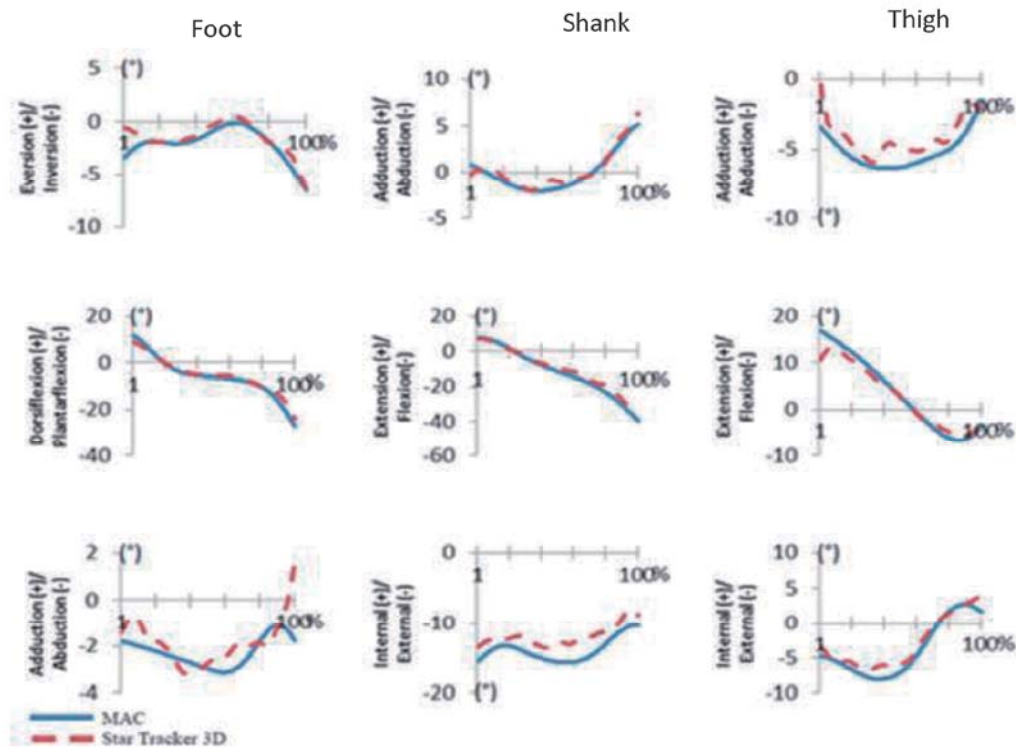 Foot
Shank
Thigh
Eversion (+)/
Inversion (-)
(°)
5
0
-5
-10
1
100%
Adduction (+)/
Abduction (-)
(°)
10
5
0
-5
1
100%
Adduction (+)/
Abduction (-)
0
-5
-10
(°)
1
100%
Dorsiflexion (+)/
Plantarflexion (-)
(°)
20
0
-20
-40
1
100%
Extension (+)/
Flexion (-)
(°)
20
0
-20
-40
-60
1
100%
Extension (+)/
Flexion(-)
(°)
20
10
0
-10
1
100%
Adduction (+)/
Abduction (-)
(°)
2
0
-2
-4
1
100%
Internal (+)/
External (-)
0
-10
-20
(°)
1
100%
Internal (+)/
External (-)
(°)
10
5
0
-5
-10
1
100%
MAC
Star Tracker 3D